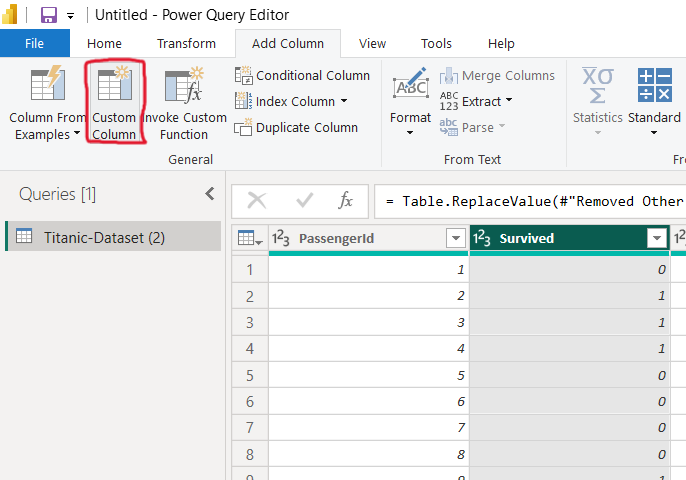 Untitled - Power Query Editor
File Home Transform Add Column View Tools Help
Column From Examples
Custom Column
Invoke Custom Function
Conditional Column
Index Column
Duplicate Column
General
ABC
Format
Merge Columns
ABC 123 Extract
abc Parse
From Text
XΣ Σ
Statistics
Standard
Queries [1]
fx = Table.ReplaceValue(#"Removed Other
Titanic-Dataset (2)
123 PassengerId 123 Survived 12
1 1 0
2 2 1
3 3 1
4 4 1
5 5 0
6 6 0
7 7 0
8 8 0